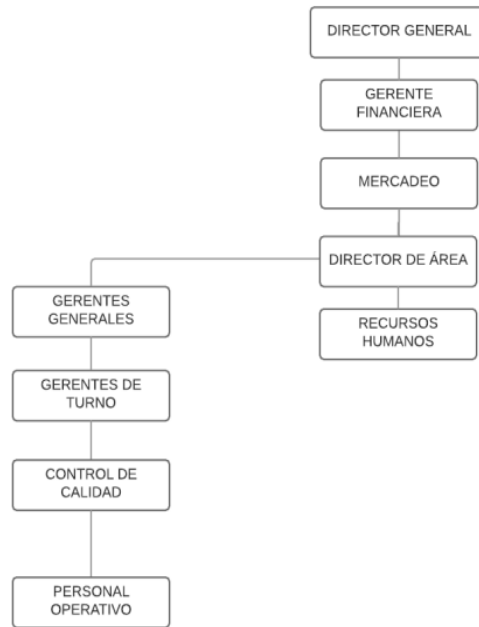 DIRECTOR GENERAL
GERENTE
FINANCIERA
MERCADEO
DIRECTOR DE ÁREA
GERENTES
GENERALES
RECURSOS
HUMANOS
GERENTES DE
TURNO
CONTROL DE
CALIDAD
PERSONAL
OPERATIVO